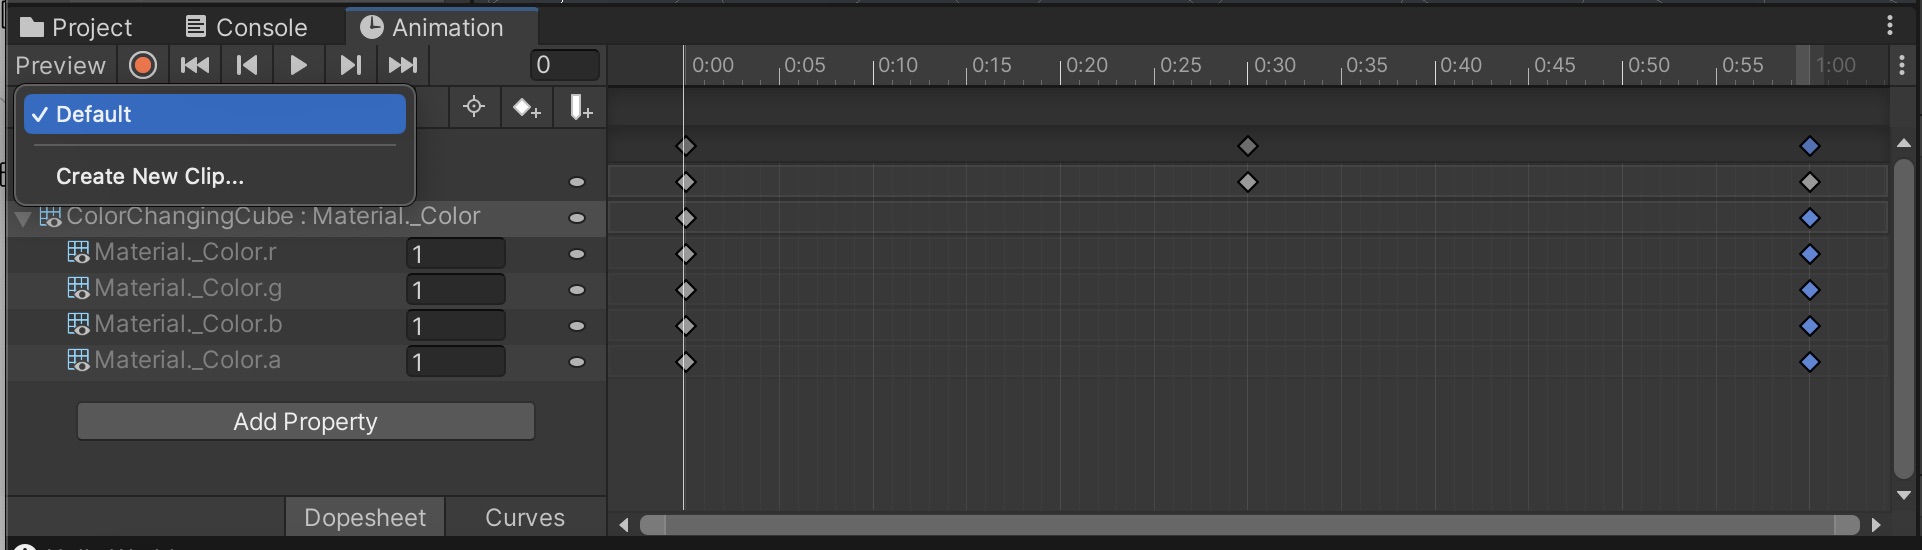 Project Console Animation
Preview 0 0:00 0:05 0:10 0:15 0:20 0:25 0:30 0:35 0:40 0:45 0:50 0:55 1:00
✓ Default
Create New Clip...
ColorChangingCube : Material._Color
Material._Color.r 1
Material._Color.g 1
Material._Color.b 1
Material._Color.a 1
Add Property
Dopesheet Curves